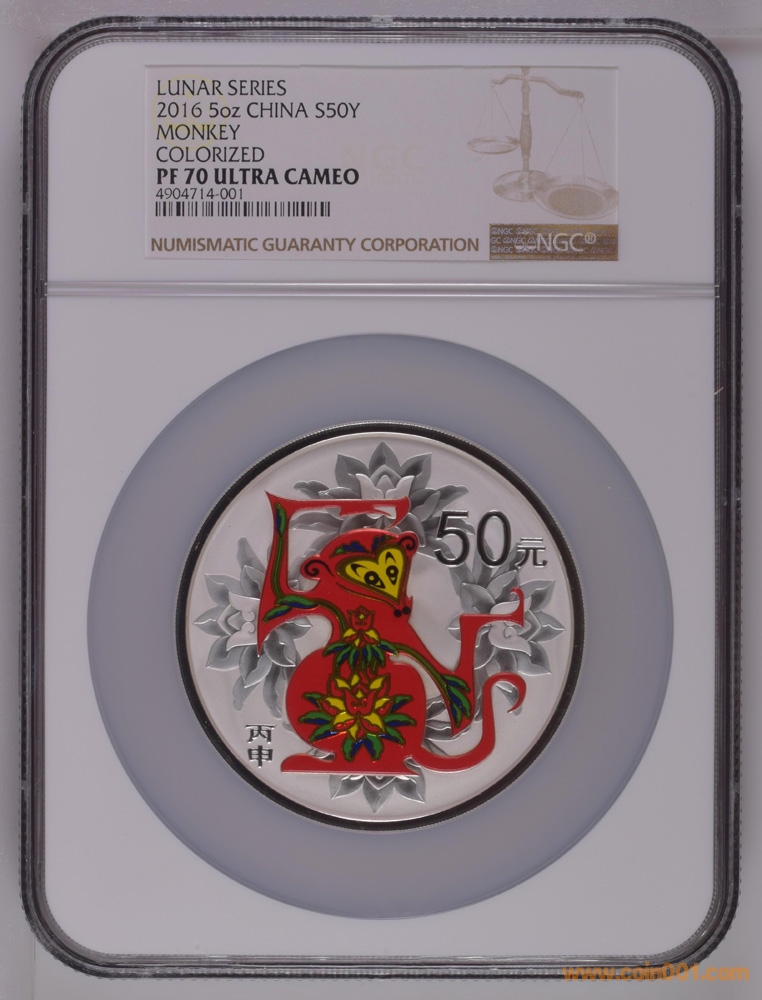 LUNAR SERIES
2016 5oz CHINA S50Y
MONKEY
COLORIZED
PF 70 ULTRA CAMEO
4904714-001
NUMISMATIC GUARANTY CORPORATION
NGC®
50元
丙
申
www.coin001.com